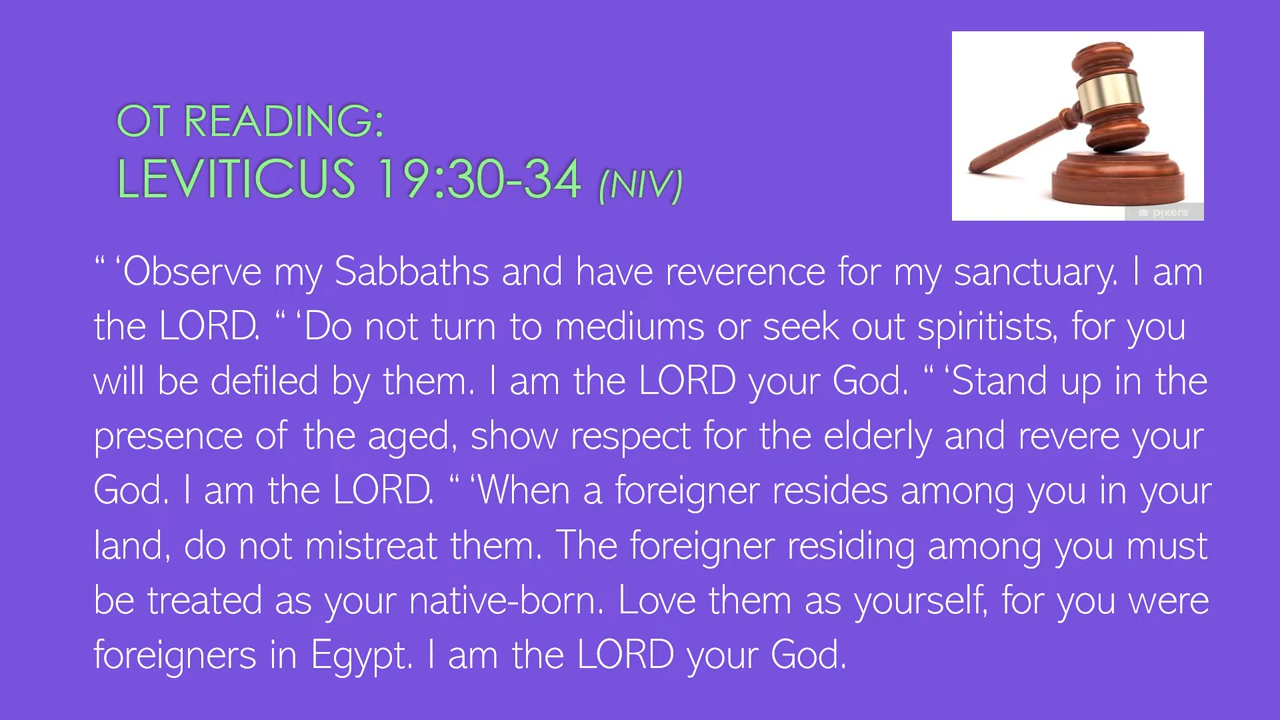 OT READING:
LEVITICUS 19:30-34 (NIV)
pixers
“ ‘Observe my Sabbaths and have reverence for my sanctuary. I am
the LORD. “ ‘Do not turn to mediums or seek out spiritists, for you
will be defiled by them. I am the LORD your God. “ ‘Stand up in the
presence of the aged, show respect for the elderly and revere your
God. I am the LORD. “ ‘When a foreigner resides among you in your
land, do not mistreat them. The foreigner residing among you must
be treated as your native-born. Love them as yourself, for you were
foreigners in Egypt. I am the LORD your God.